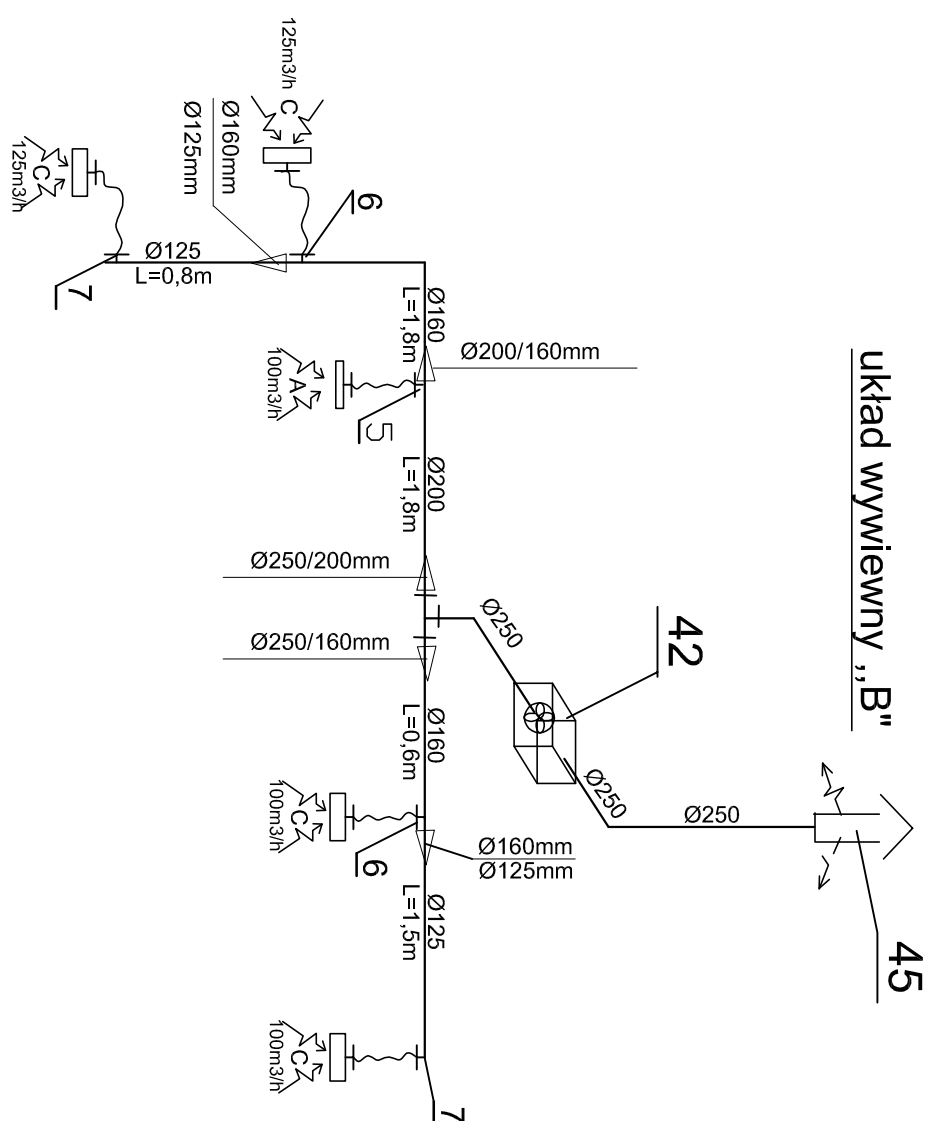 układ wywiewny ,,B"
45
42
Ø250
Ø250
Ø250
125m3/h
C
Ø160mm
Ø125mm
6
C
125m3/h
Ø125
L=0,8m
7
Ø160
L=1,8m
Ø200/160mm
A
100m3/h
5
Ø200
L=1,8m
Ø250/200mm
Ø250/160mm
Ø160
L=0,6m
C
100m3/h
6
Ø160mm
Ø125mm
Ø125
L=1,5m
C
100m3/h
7